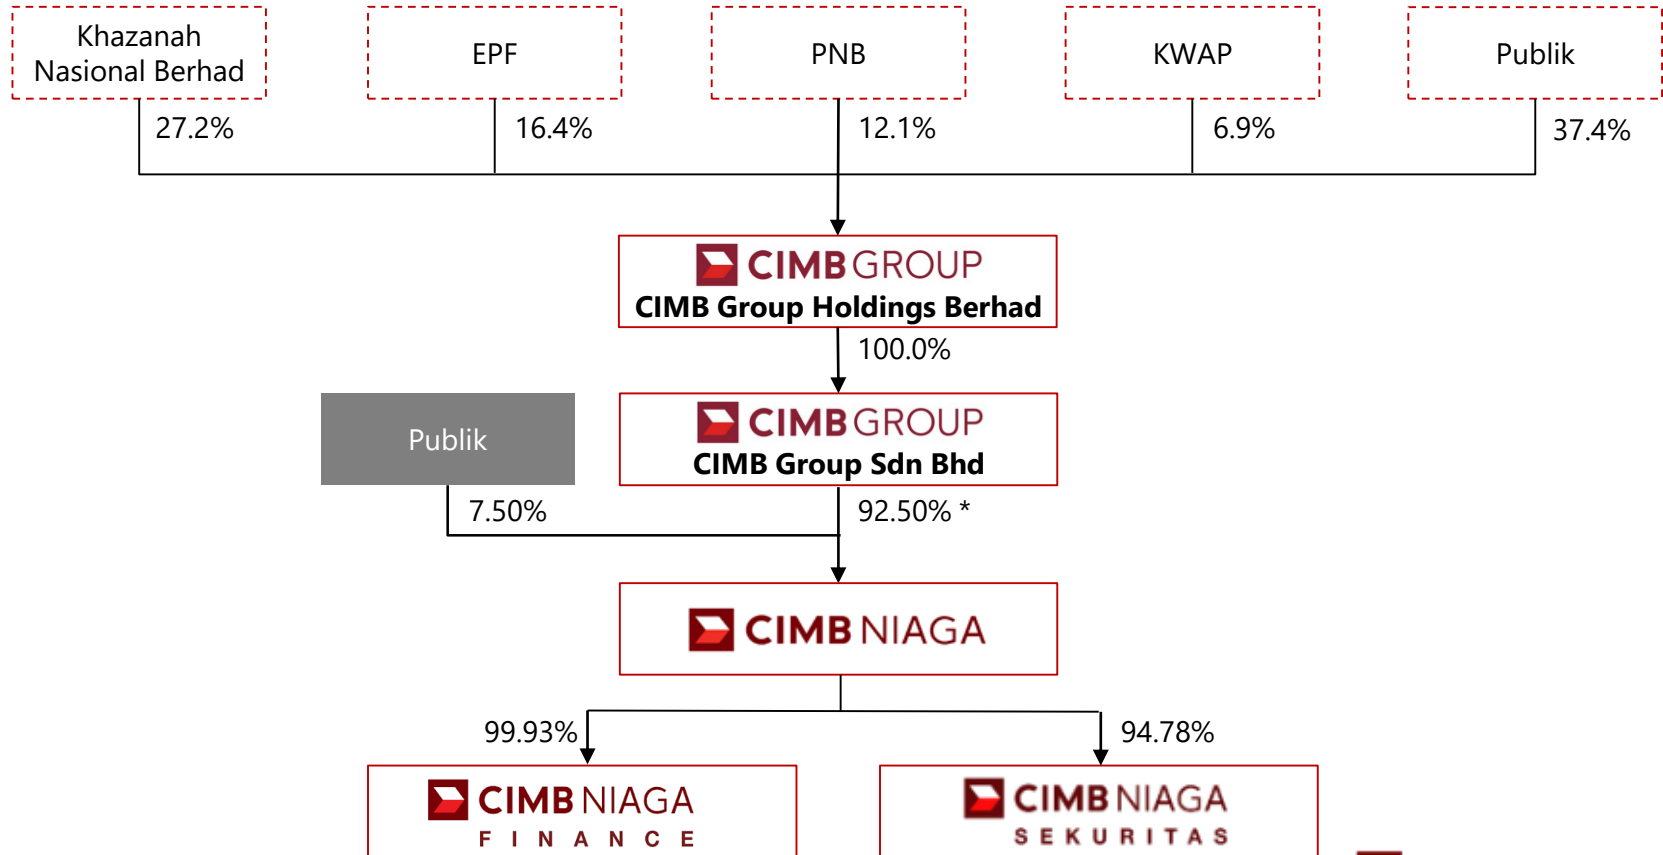 Khazanah
Nasional Berhad
EPF
PNB
KWAP
Publik
27.2%
16.4%
12.1%
6.9%
37.4%
CIMB GROUP
CIMB Group Holdings Berhad
100.0%
Publik
CIMB GROUP
CIMB Group Sdn Bhd
7.50%
92.50% *
CIMB NIAGA
99.93%
94.78%
CIMB NIAGA
FINANCE
CIMB NIAGA
SEKURITAS